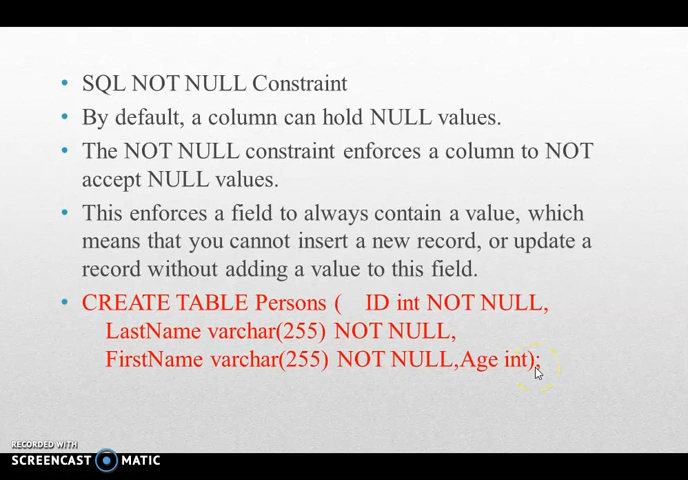 • SQL NOT NULL Constraint
• By default, a column can hold NULL values.
• The NOT NULL constraint enforces a column to NOT
accept NULL values.
• This enforces a field to always contain a value, which
means that you cannot insert a new record, or update a
record without adding a value to this field.
• CREATE TABLE Persons ( ID int NOT NULL,
LastName varchar(255) NOT NULL,
FirstName varchar(255) NOT NULL,Age int);
RECORDED WITH
SCREENCAST MATIC